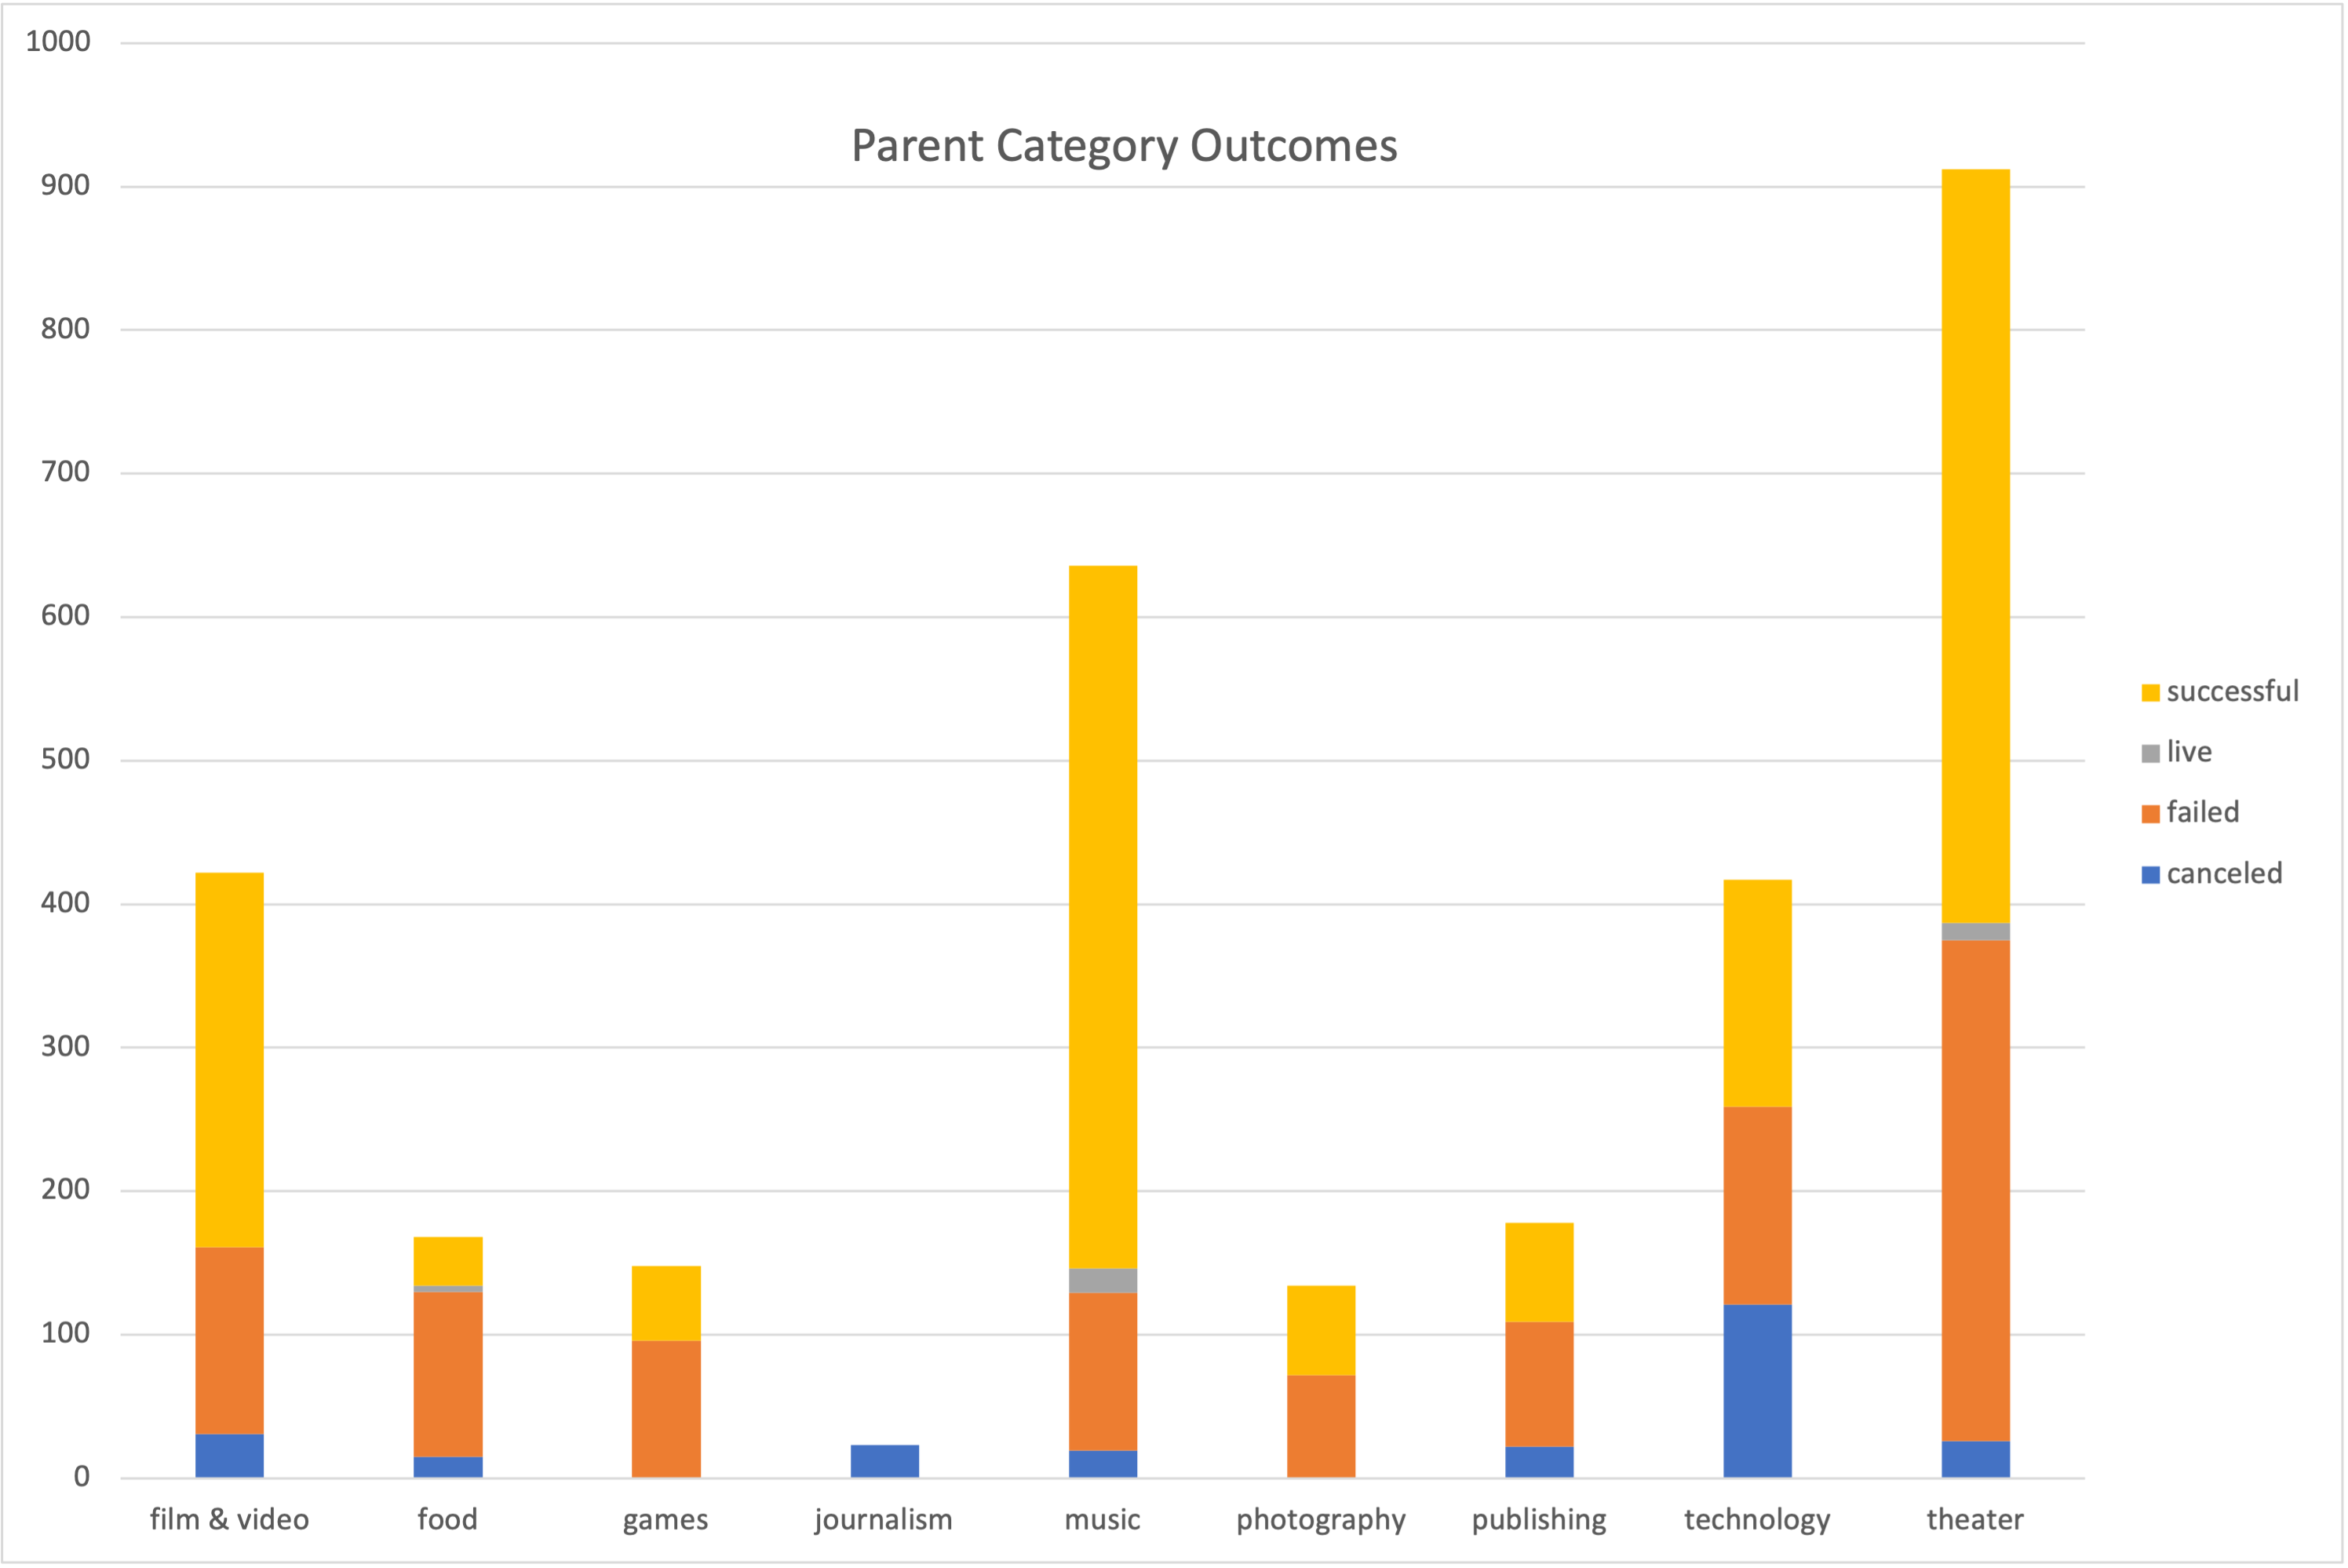 Parent Category Outcomes
1000
900
800
700
600
500
400
300
200
100
0
film & video food games journalism music photography publishing technology theater
successful
live
failed
canceled